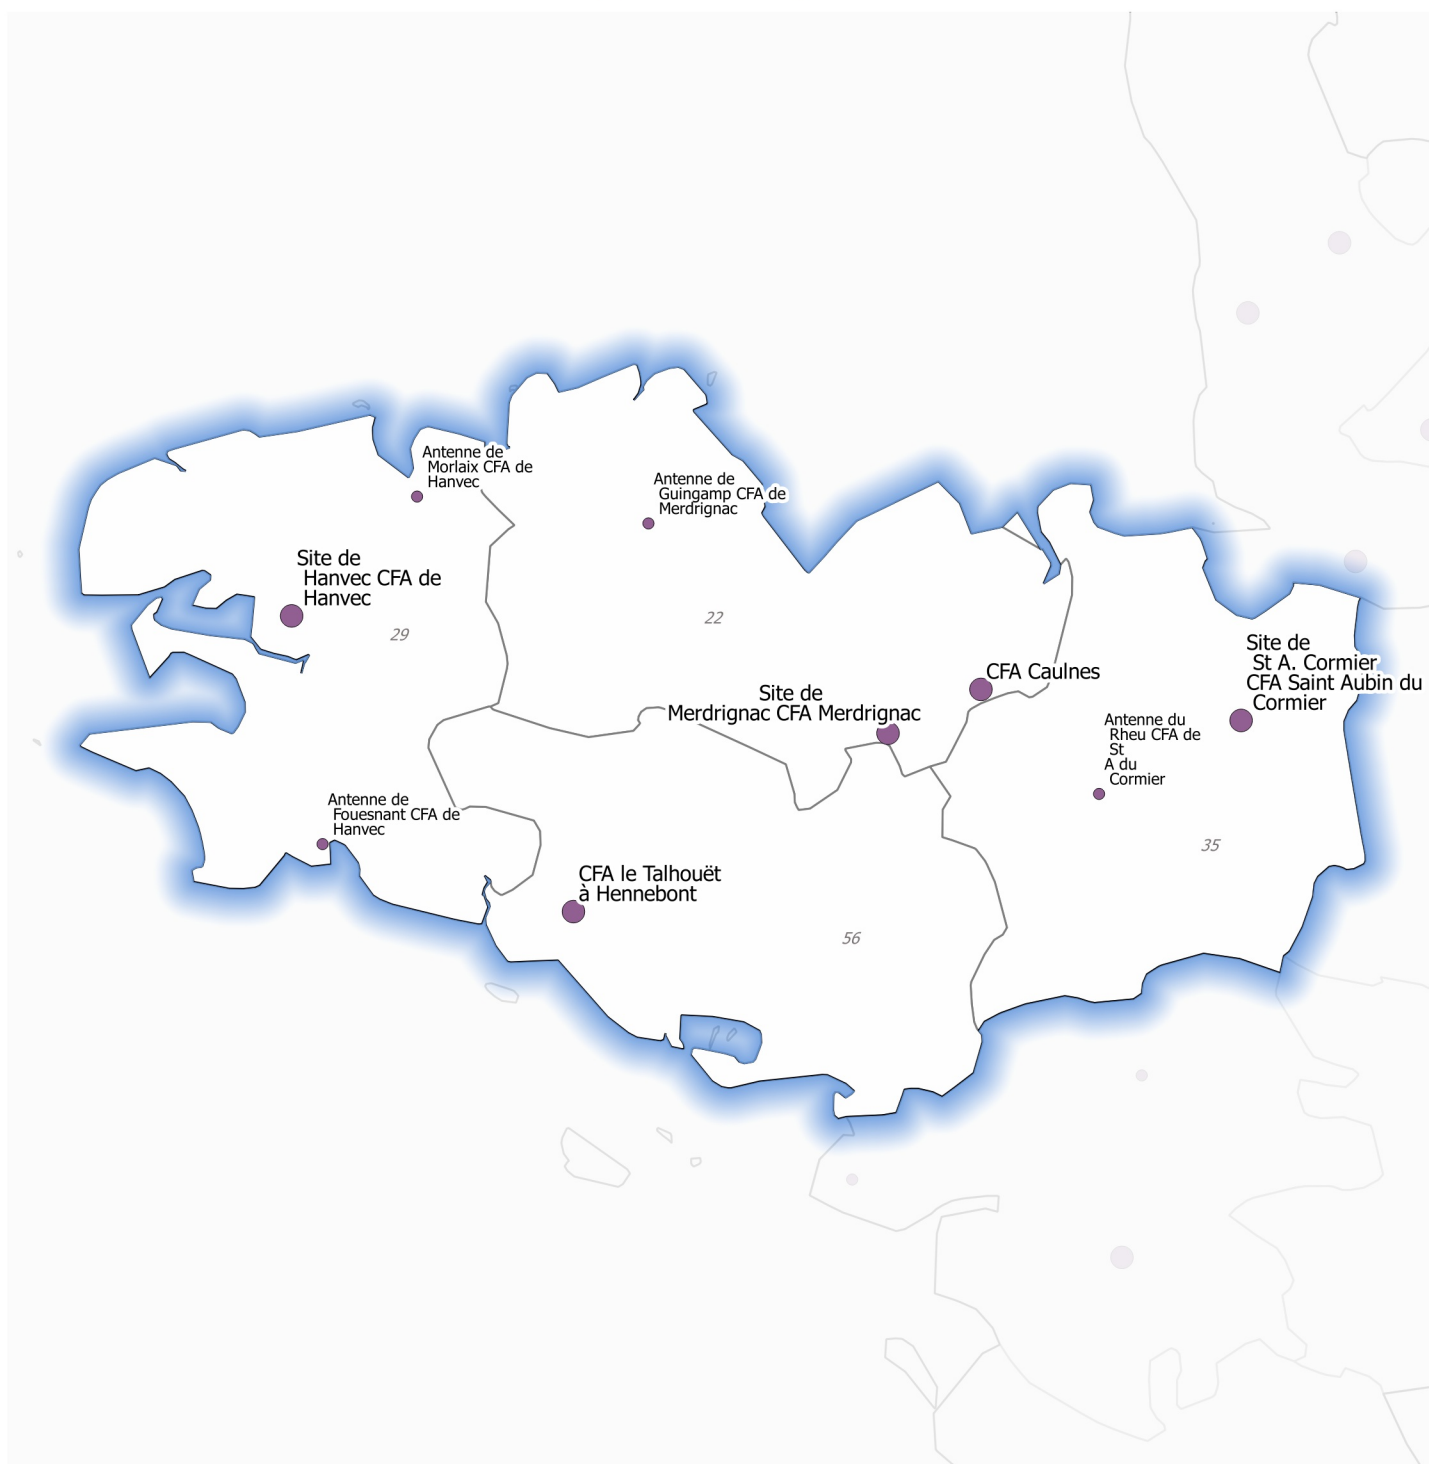 Antenne de
Morlaix CFA de
Hanvec
Antenne de
Guingamp CFA de
Merdrignac
Site de
Hanvec CFA de
Hanvec
29
22
Site de
St A. Cormier
CFA Saint Aubin du
Cormier
CFA Caulnes
Site de
Merdrignac CFA Merdrignac
Antenne du
Rheu CFA de
St
A du
Cormier
Antenne de
Fouesnant CFA de
Hanvec
35
CFA le Talhouët
à Hennebont
56